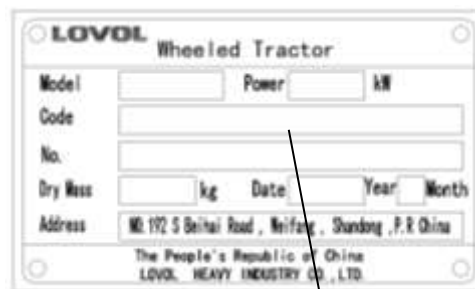 LOVOL
Wheeled Tractor
Model Power kW
Code
No.
Dry Mass kg Date Year Month
Address NO.192 S Beihai Road , Weifang , Shandong ,P.R China
The People's Republic of China
LOVOL HEAVY INDUSTRY CO.,LTD.